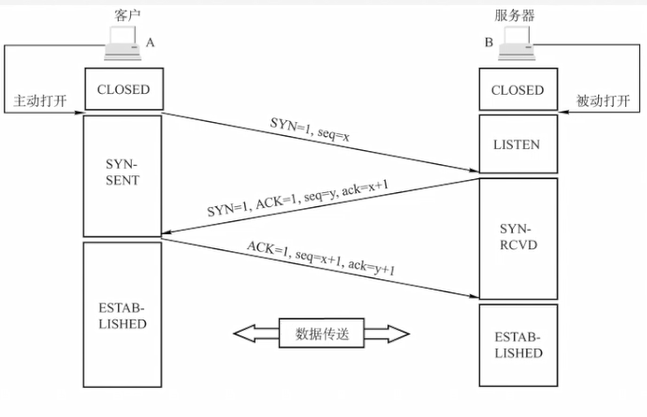 客户
服务器
A
B
CLOSED
CLOSED
主动打开
被动打开
SYN=1, seq=x
LISTEN
SYN-
SENT
SYN=1, ACK=1, seq=y, ack=x+1
SYN-
RCVD
ACK=1, seq=x+1, ack=y+1
ESTAB-
LISHED
数据传送
ESTAB-
LISHED